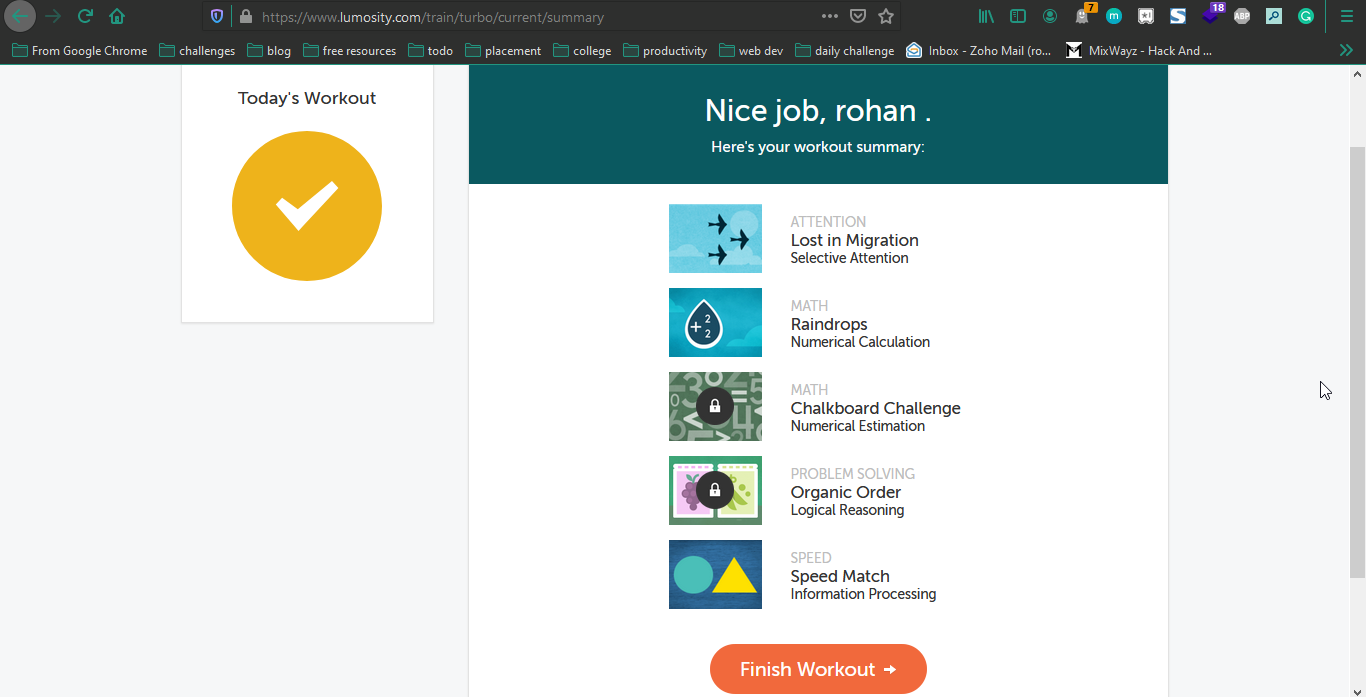 https://www.lumosity.com/train/turbo/current/summary
7
18
m
S
ABP
G
From Google Chrome
challenges
blog
free resources
todo
placement
college
productivity
web dev
daily challenge
Inbox - Zoho Mail (ro...
MixWayz - Hack And ...
Today's Workout
Nice job, rohan .
Here's your workout summary:
ATTENTION
Lost in Migration
Selective Attention
+ 2
2
MATH
Raindrops
Numerical Calculation
MATH
Chalkboard Challenge
Numerical Estimation
PROBLEM SOLVING
Organic Order
Logical Reasoning
SPEED
Speed Match
Information Processing
Finish Workout →